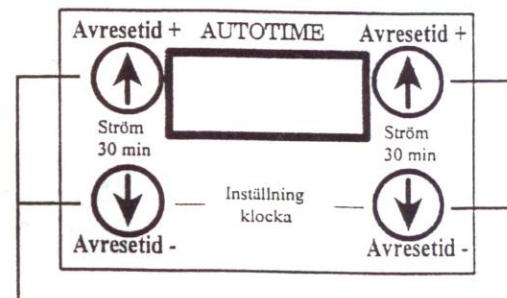 Avresetid + AUTOTIME Avresetid +
Ström
30 min
Ström
30 min
Inställning
klocka
Avresetid -
Avresetid -